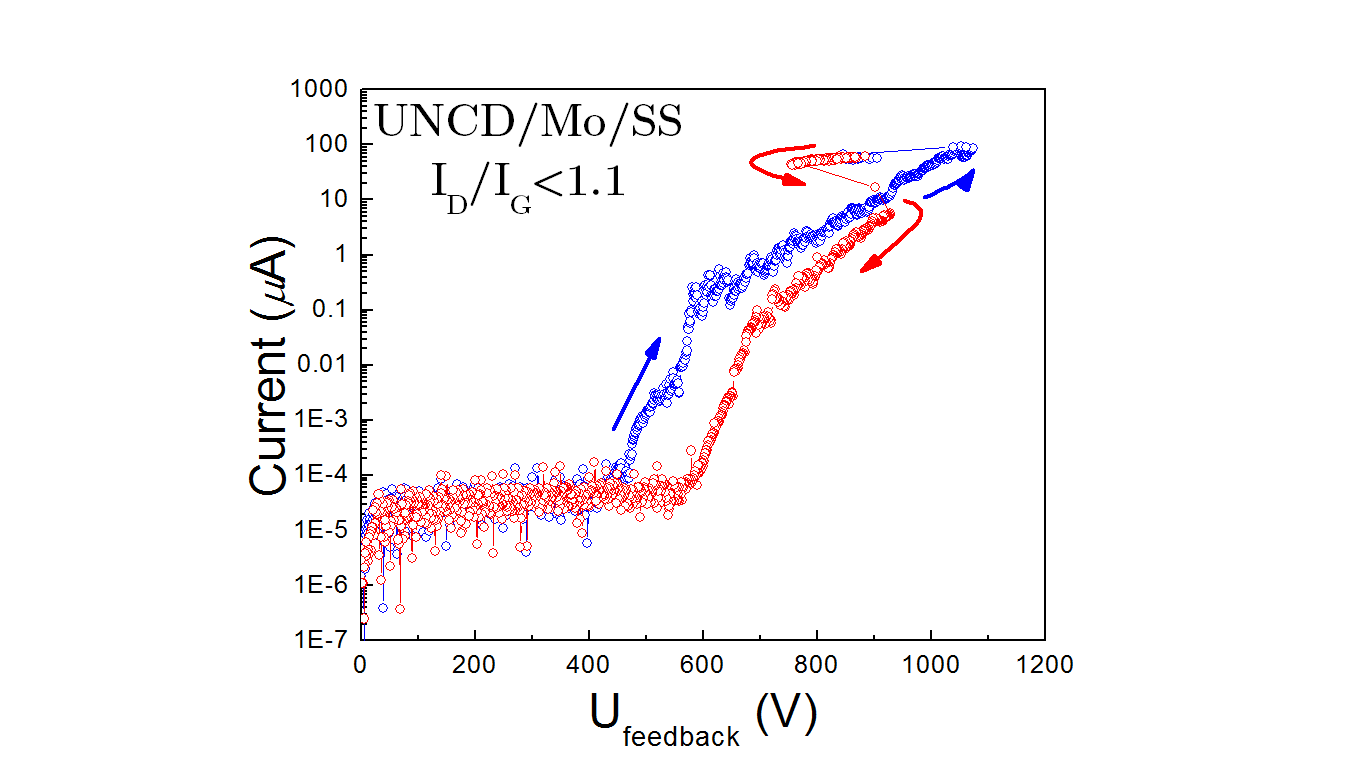 UNCD/Mo/SS
I_D/I_G<1.1
1000
100
10
1
0.1
0.01
1E-3
1E-4
1E-5
1E-6
1E-7
Current (μA)
0 200 400 600 800 1000 1200
U_feedback (V)